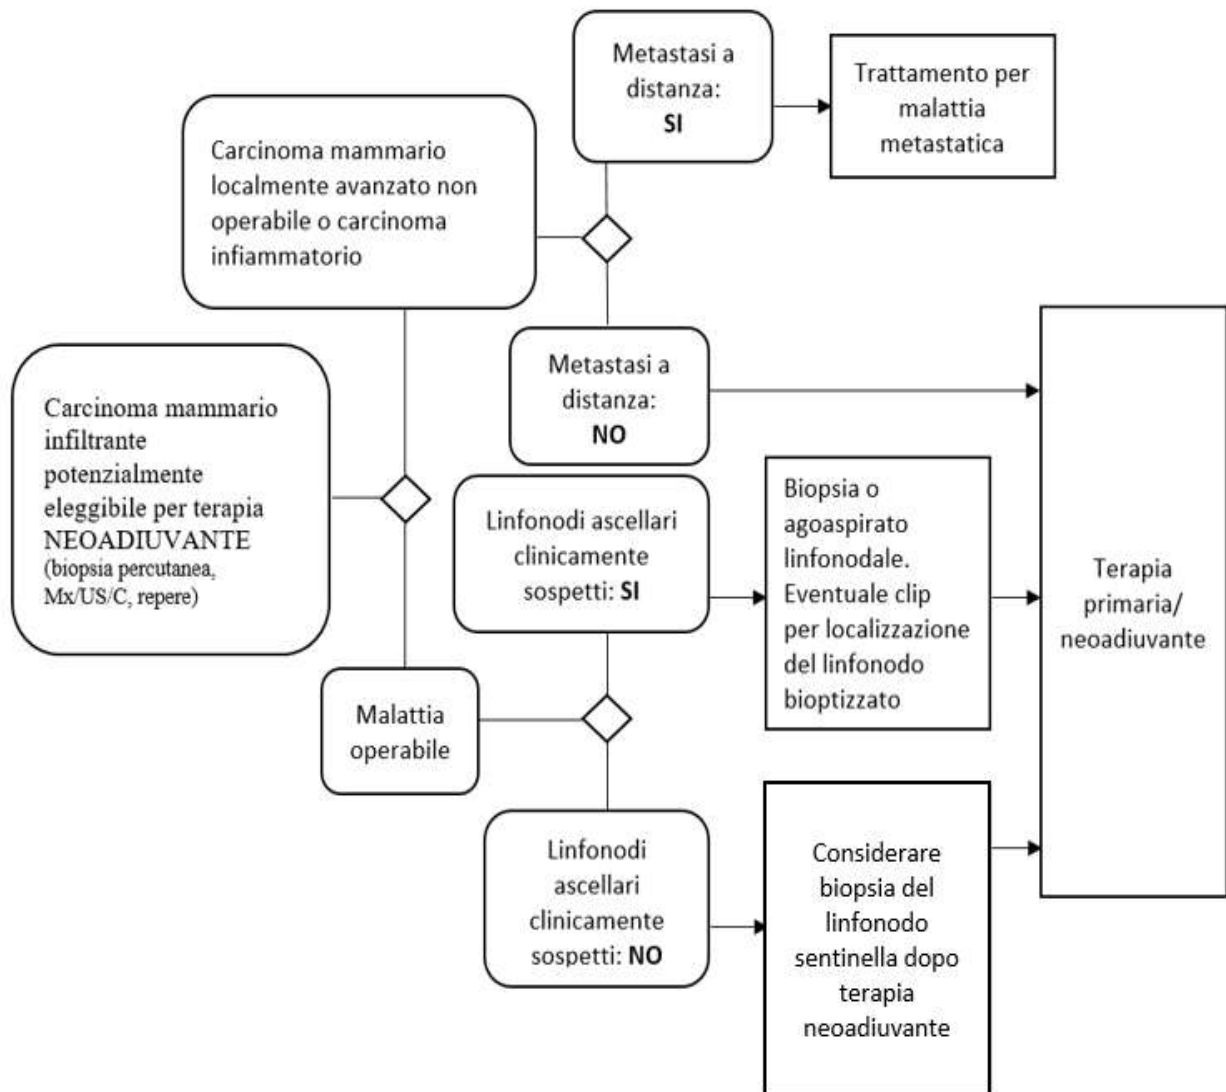 Metastasi a
distanza:
SI
Trattamento per
malattia
metastatica
Carcinoma mammario
localmente avanzato non
operabile o carcinoma
infiammatorio
Metastasi a
distanza:
NO
Carcinoma mammario
infiltrante
potenzialmente
eleggibile per terapia
NEOADIUVANTE
(biopsia percutanea,
Mx/US/C, repere)
Linfonodi ascellari
clinicamente
sospetti: SI
Biopsia o
agoaspirato
linfonodale.
Eventuale clip
per localizzazione
del linfonodo
bioptizzato
Terapia
primaria/
neoadiuvante
Malattia
operabile
Linfonodi
ascellari
clinicamente
sospetti: NO
Considerare
biopsia del
linfonodo
sentinella dopo
terapia
neoadiuvante